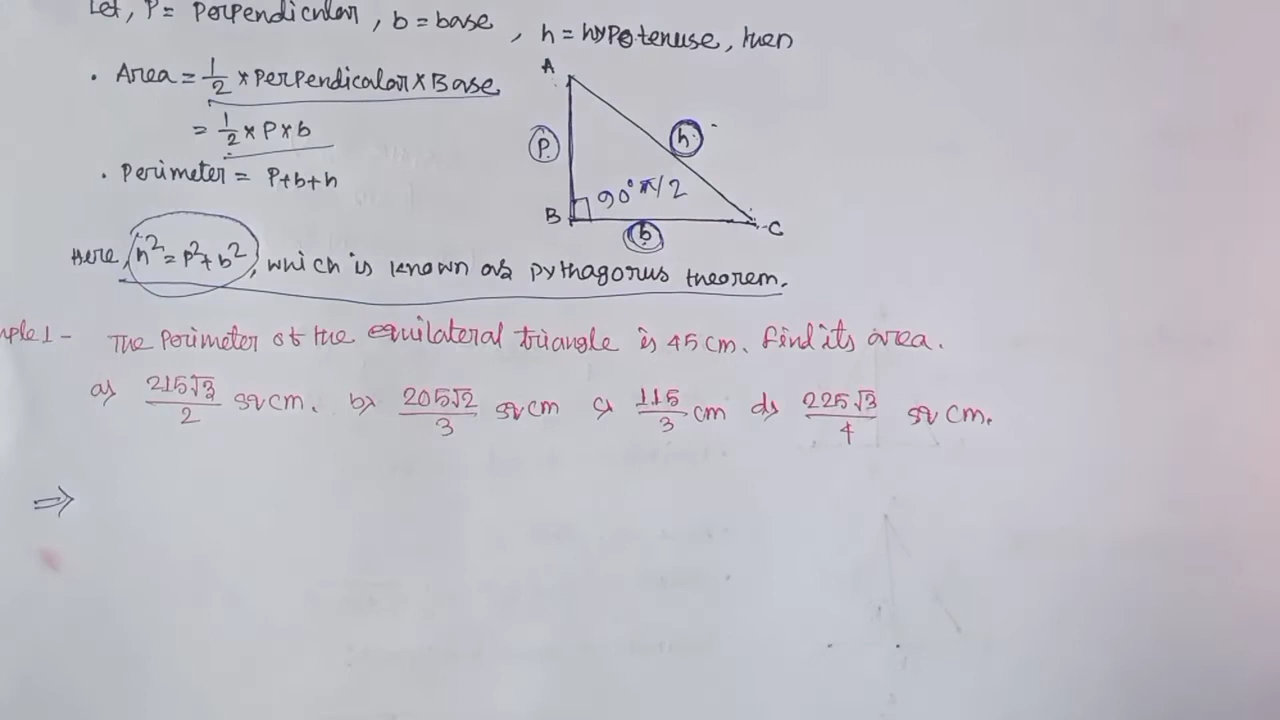 Let, P = Perpendicular, b = base, h = hypotenuse, then
. Area = 1/2 × Perpendicular × Base
= 1/2 × P × b
. Perimeter = P+b+h
A
P
h
B
90° π/2
b
C
Here, h² = p²+b², which is known as pythagorus theorem.
mple 1 - The Perimeter of the equilateral triangle is 45 cm. Find its area.
a) 215√3/2 sq cm. b) 205√2/3 sq cm c) 115/3 cm d) 225√3/4 sq cm.
⇒